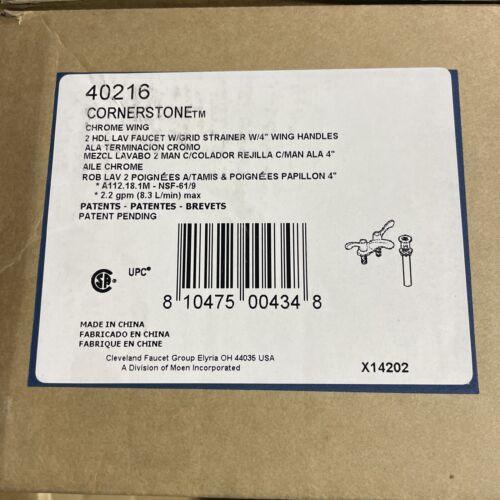 40216
CORNERSTONE™
CHROME WING
2 HDL LAV FAUCET W/GRID STRAINER W/4" WING HANDLES
ALA TERMINACION CROMO
MEZCL LAVABO 2 MAN C/COLADOR REJILLA C/MAN ALA 4"
AILE CHROME
ROB LAV 2 POIGNÉES A/TAMIS & POIGNÉES PAPILLON 4"
* A112.18.1M - NSF-61/9
* 2.2 gpm (8.3 L/min) max
PATENTS - PATENTES - BREVETS
PATENT PENDING
SA UPC®
8 10475 00434 8
MADE IN CHINA
FABRICADO EN CHINA
FABRIQUE EN CHINE
Cleveland Faucet Group Elyria OH 44035 USA
A Division of Moen Incorporated
X14202